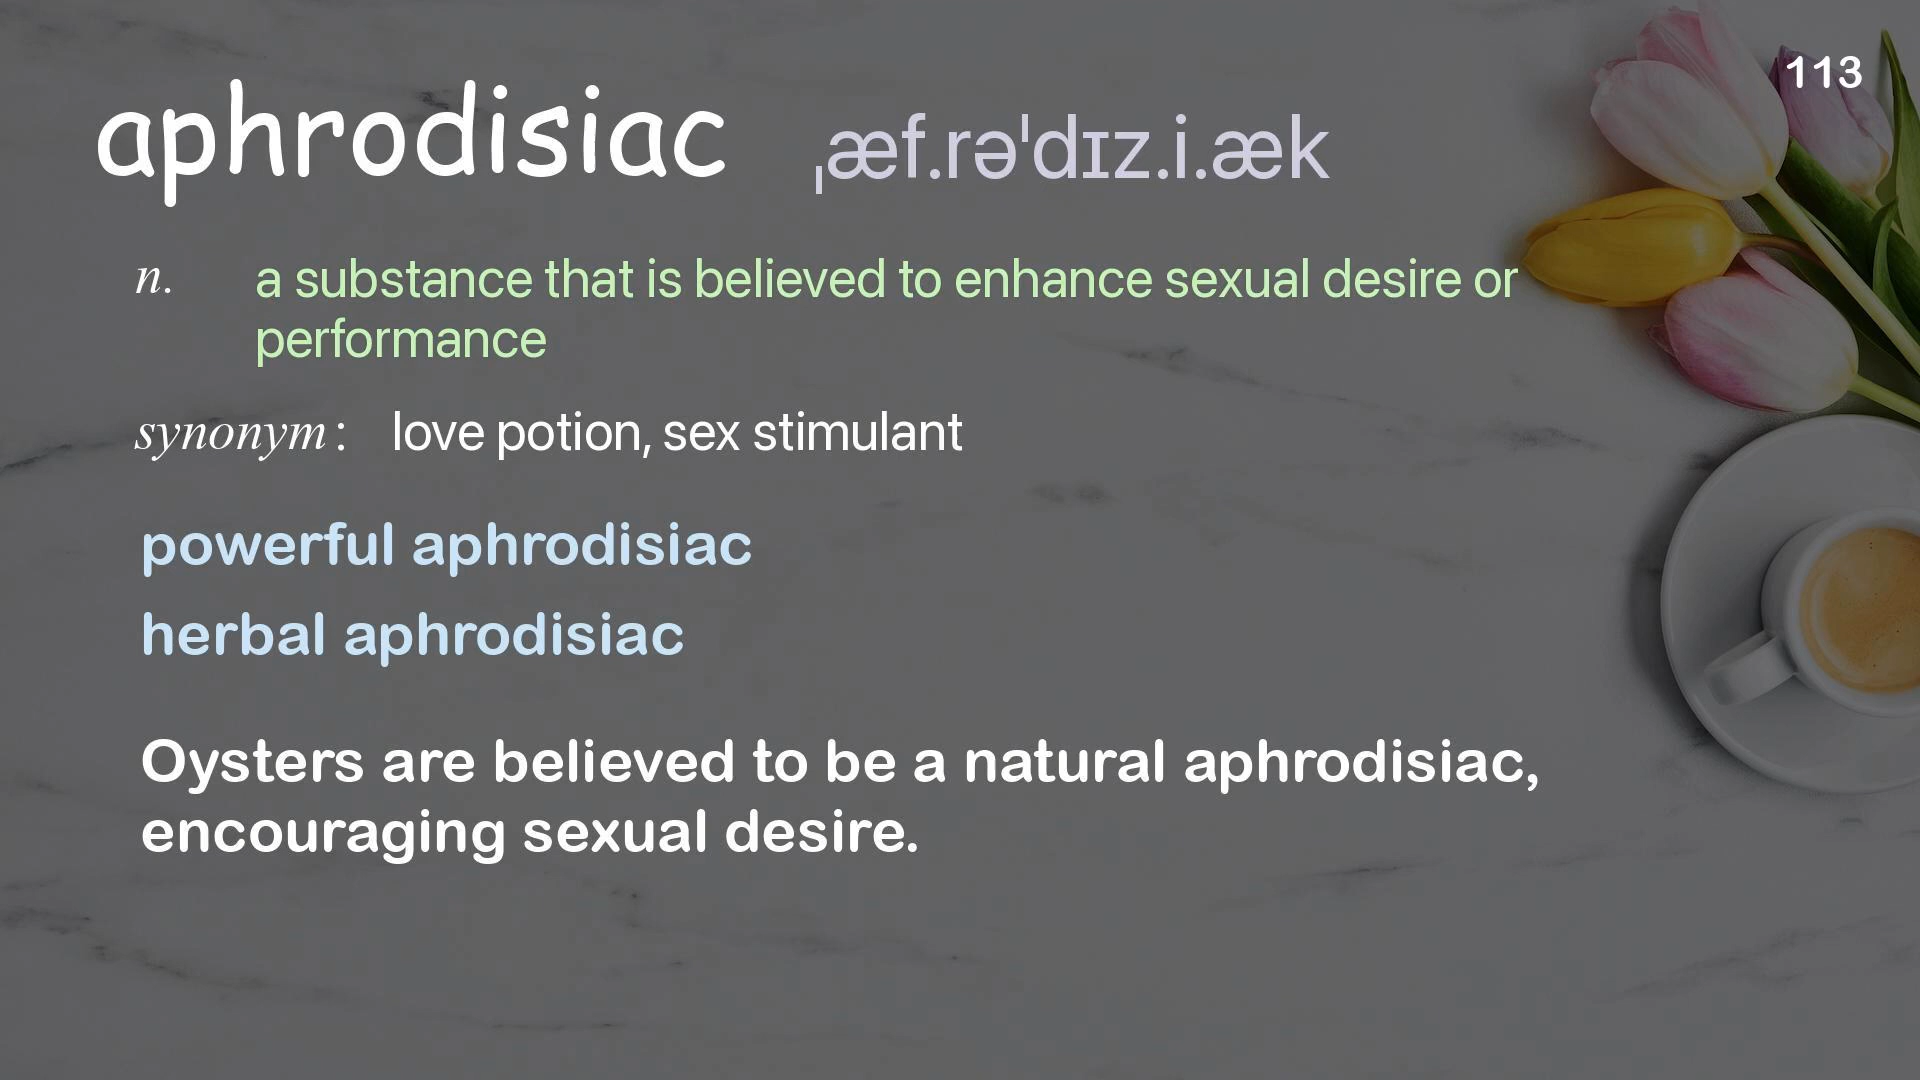 113
aphrodisiac ˌæf.rəˈdɪz.i.æk
n. a substance that is believed to enhance sexual desire or
performance
synonym: love potion, sex stimulant
powerful aphrodisiac
herbal aphrodisiac
Oysters are believed to be a natural aphrodisiac,
encouraging sexual desire.